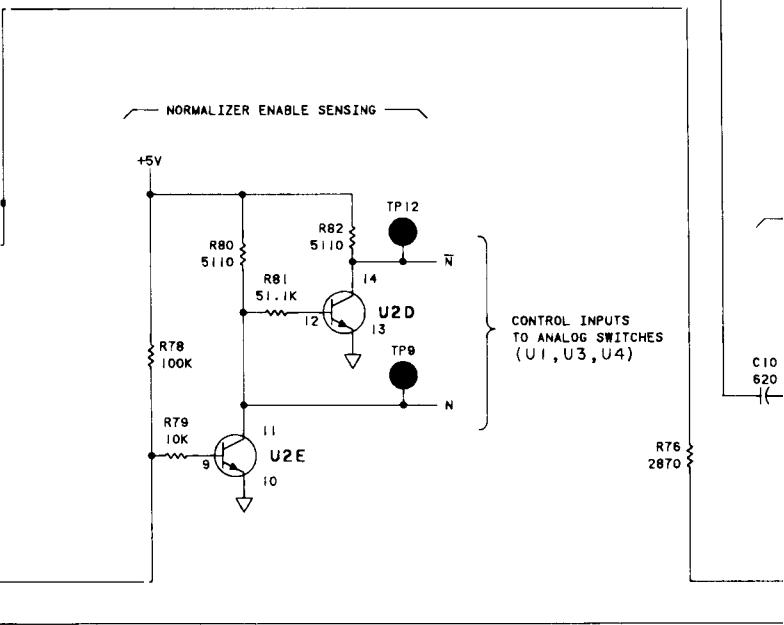 NORMALIZER ENABLE SENSING
+5V
TP12
R82
5110
R80
5110
N̅
14
R81
51.1K
U2D
12
13
CONTROL INPUTS
TO ANALOG SWITCHES
(U1,U3,U4)
TP9
R78
100K
C10
620
N
R79
10K
11
U2E
9
10
R76
2870